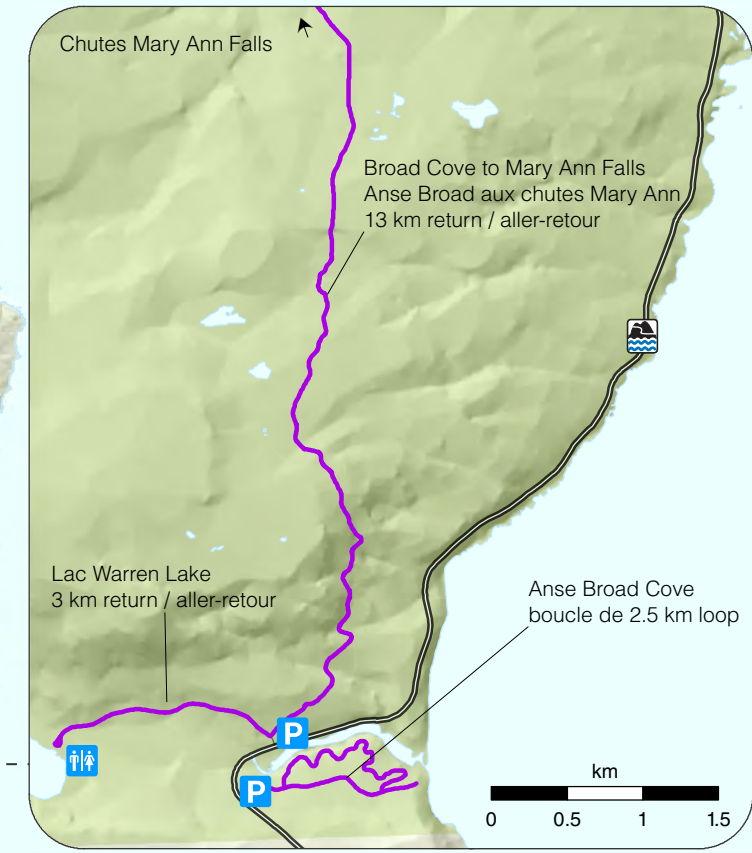 Chutes Mary Ann Falls
Broad Cove to Mary Ann Falls
Anse Broad aux chutes Mary Ann
13 km return / aller-retour
Lac Warren Lake
3 km return / aller-retour
Anse Broad Cove
boucle de 2.5 km loop
P
P
km
0 0.5 1 1.5